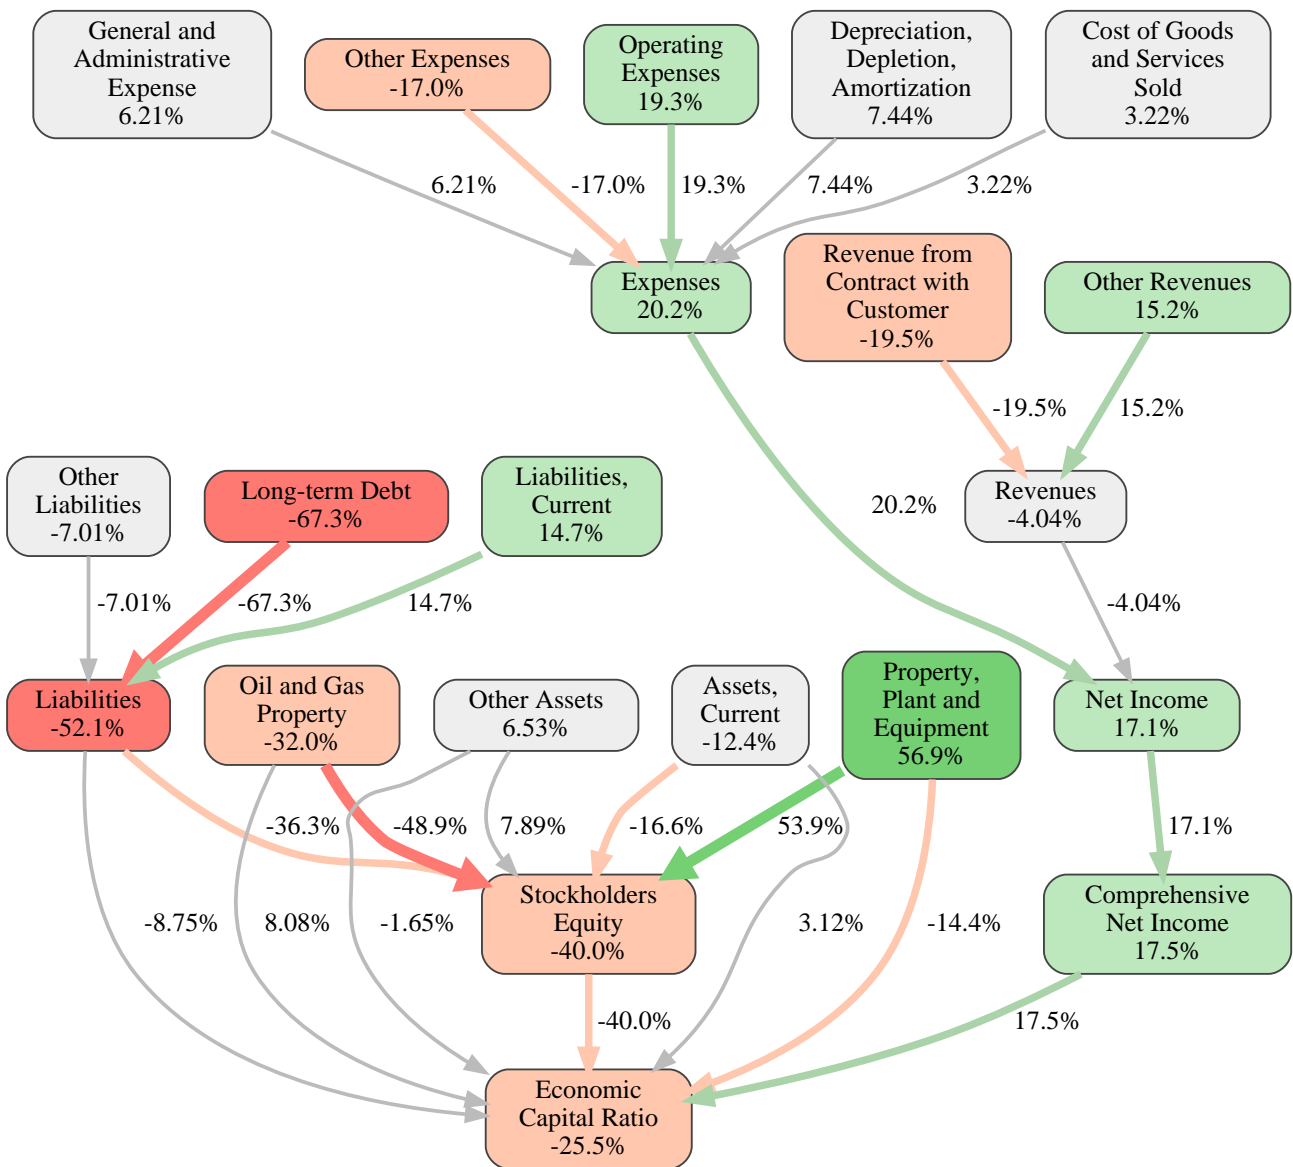 General and
Administrative
Expense
6.21%
Other Expenses
-17.0%
Operating
Expenses
19.3%
Depreciation,
Depletion,
Amortization
7.44%
Cost of Goods
and Services
Sold
3.22%
6.21%
-17.0%
19.3%
7.44%
3.22%
Expenses
20.2%
Revenue from
Contract with
Customer
-19.5%
Other Revenues
15.2%
-19.5%
15.2%
Other
Liabilities
-7.01%
Long-term Debt
-67.3%
Liabilities,
Current
14.7%
20.2%
Revenues
-4.04%
-7.01%
-67.3%
14.7%
-4.04%
Liabilities
-52.1%
Oil and Gas
Property
-32.0%
Other Assets
6.53%
Assets,
Current
-12.4%
Property,
Plant and
Equipment
56.9%
Net Income
17.1%
-36.3%
-48.9%
7.89%
-16.6%
53.9%
17.1%
Stockholders
Equity
-40.0%
Comprehensive
Net Income
17.5%
-8.75%
8.08%
-1.65%
3.12%
-14.4%
-40.0%
17.5%
Economic
Capital Ratio
-25.5%